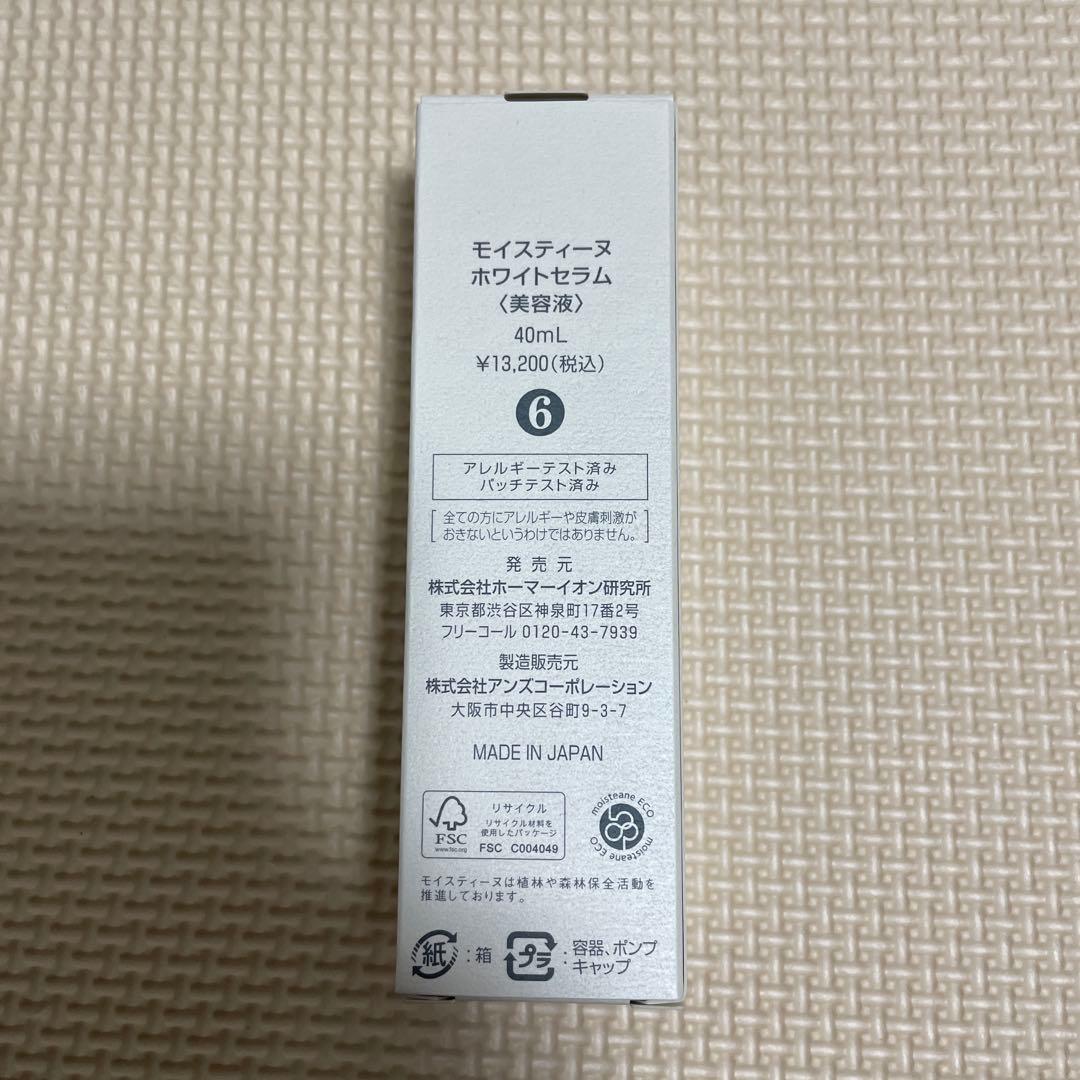 モイスティーヌ
ホワイトセラム
〈美容液〉
40mL
¥13,200(税込)
6
アレルギーテスト済み
パッチテスト済み
全ての方にアレルギーや皮膚刺激が
おきないというわけではありません。
発売元
株式会社ホーマーイオン研究所
東京都渋谷区神泉町17番2号
フリーコール 0120-43-7939
製造販売元
株式会社アンズコーポレーション
大阪市中央区谷町9-3-7
MADE IN JAPAN
FSC
www.fsc.org
リサイクル
リサイクル材料を
使用したパッケージ
FSC C004049
moisteane ECO
moisteane ECO
モイスティーヌは植林や森林保全活動を
推進しております。
紙:箱
プラ:容器、ポンプ
:キャップ